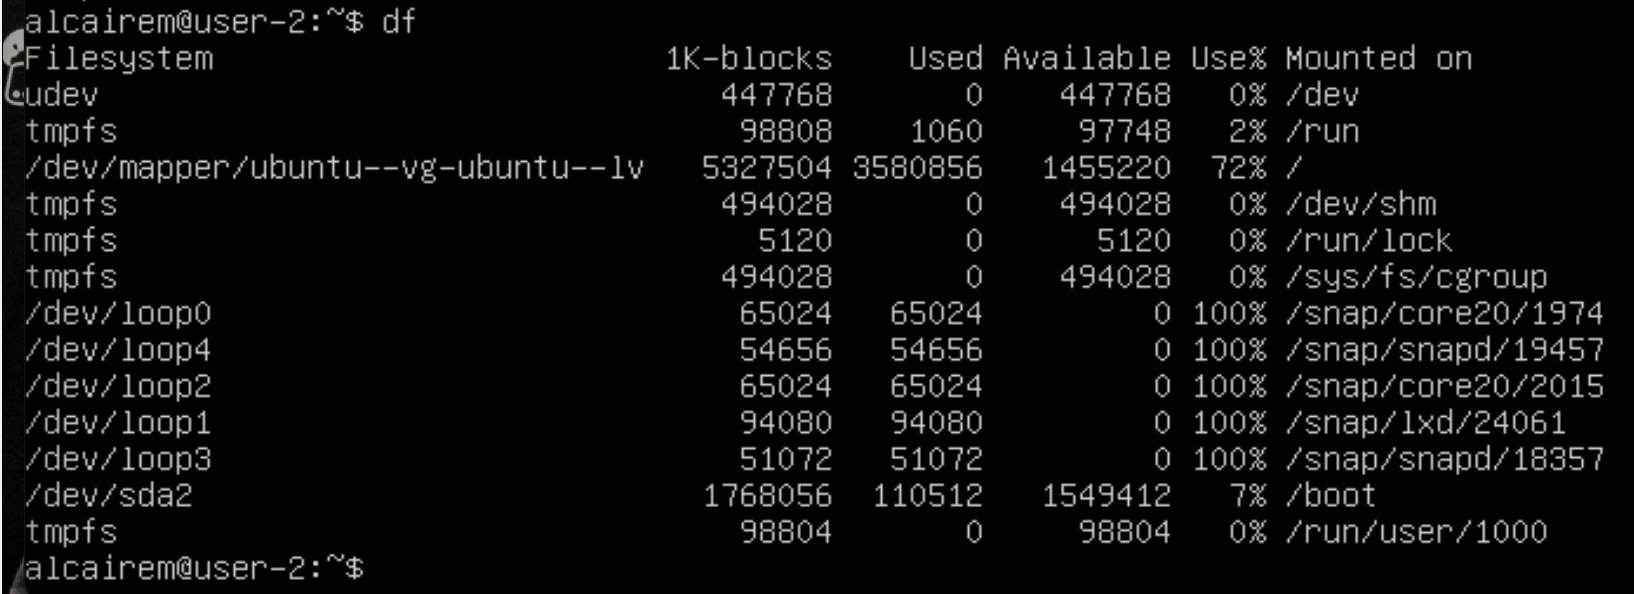 alcairem@user-2:~$ df
Filesystem 1K-blocks Used Available Use% Mounted on
udev 447768 0 447768 0% /dev
tmpfs 98808 1060 97748 2% /run
/dev/mapper/ubuntu--vg-ubuntu--lv 5327504 3580856 1455220 72% /
tmpfs 494028 0 494028 0% /dev/shm
tmpfs 5120 0 5120 0% /run/lock
tmpfs 494028 0 494028 0% /sys/fs/cgroup
/dev/loop0 65024 65024 0 100% /snap/core20/1974
/dev/loop4 54656 54656 0 100% /snap/snapd/19457
/dev/loop2 65024 65024 0 100% /snap/core20/2015
/dev/loop1 94080 94080 0 100% /snap/lxd/24061
/dev/loop3 51072 51072 0 100% /snap/snapd/18357
/dev/sda2 1768056 110512 1549412 7% /boot
tmpfs 98804 0 98804 0% /run/user/1000
alcairem@user-2:~$